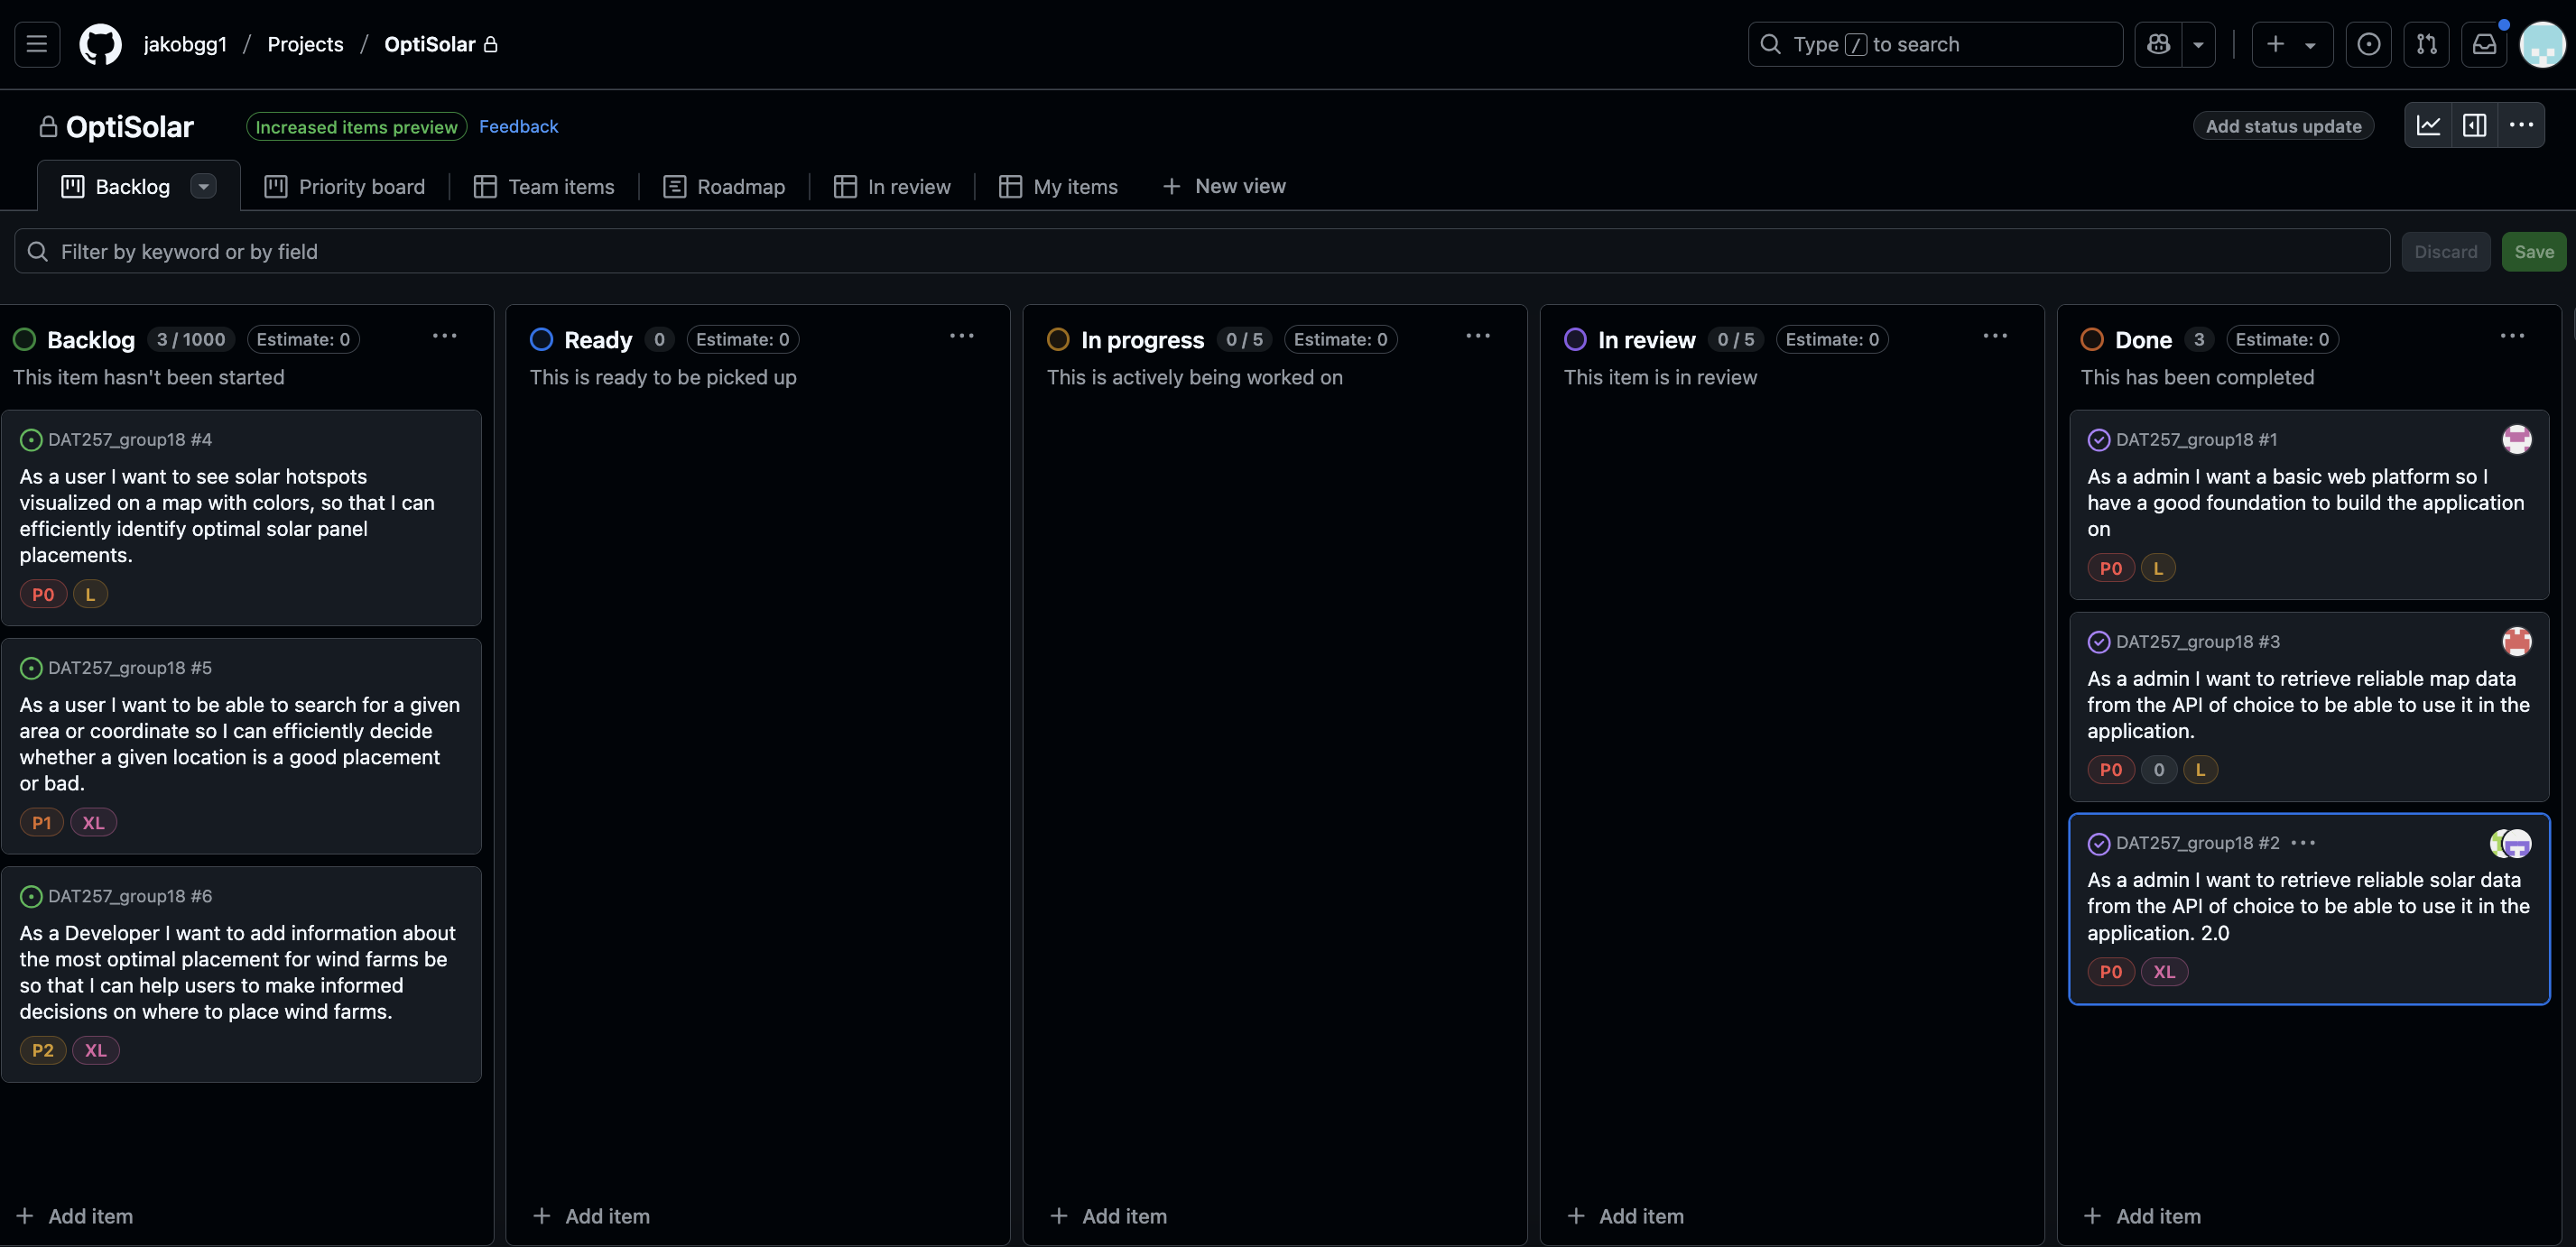 jakobgg1 / Projects / OptiSolar
Type / to search
OptiSolar
Increased items preview
Feedback
Add status update
Backlog
Priority board
Team items
Roadmap
In review
My items
New view
Filter by keyword or by field
Discard
Save
Backlog 3 / 1000 Estimate: 0
This item hasn't been started
DAT257_group18 #4
As a user I want to see solar hotspots
visualized on a map with colors, so that I can
efficiently identify optimal solar panel
placements.
P0 L
DAT257_group18 #5
As a user I want to be able to search for a given
area or coordinate so I can efficiently decide
whether a given location is a good placement
or bad.
P1 XL
DAT257_group18 #6
As a Developer I want to add information about
the most optimal placement for wind farms be
so that I can help users to make informed
decisions on where to place wind farms.
P2 XL
Add item
Ready 0 Estimate: 0
This is ready to be picked up
Add item
In progress 0 / 5 Estimate: 0
This is actively being worked on
Add item
In review 0 / 5 Estimate: 0
This item is in review
Add item
Done 3 Estimate: 0
This has been completed
DAT257_group18 #1
As a admin I want a basic web platform so I
have a good foundation to build the application
on
P0 L
DAT257_group18 #3
As a admin I want to retrieve reliable map data
from the API of choice to be able to use it in the
application.
P0 0 L
DAT257_group18 #2
As a admin I want to retrieve reliable solar data
from the API of choice to be able to use it in the
application. 2.0
P0 XL
Add item